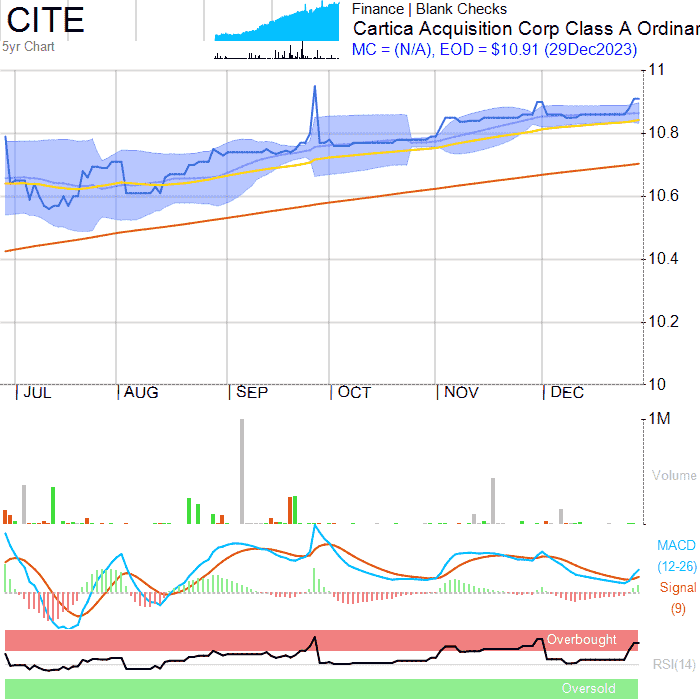 CITE
5yr Chart
Finance | Blank Checks
Cartica Acquisition Corp Class A Ordinar
MC = (N/A), EOD = $10.91 (29Dec2023)
11
10.8
10.6
10.4
10.2
10
| JUL | AUG | SEP | OCT | NOV | DEC
1M
Volume
MACD
(12-26)
Signal
(9)
Overbought
RSI(14)
Oversold